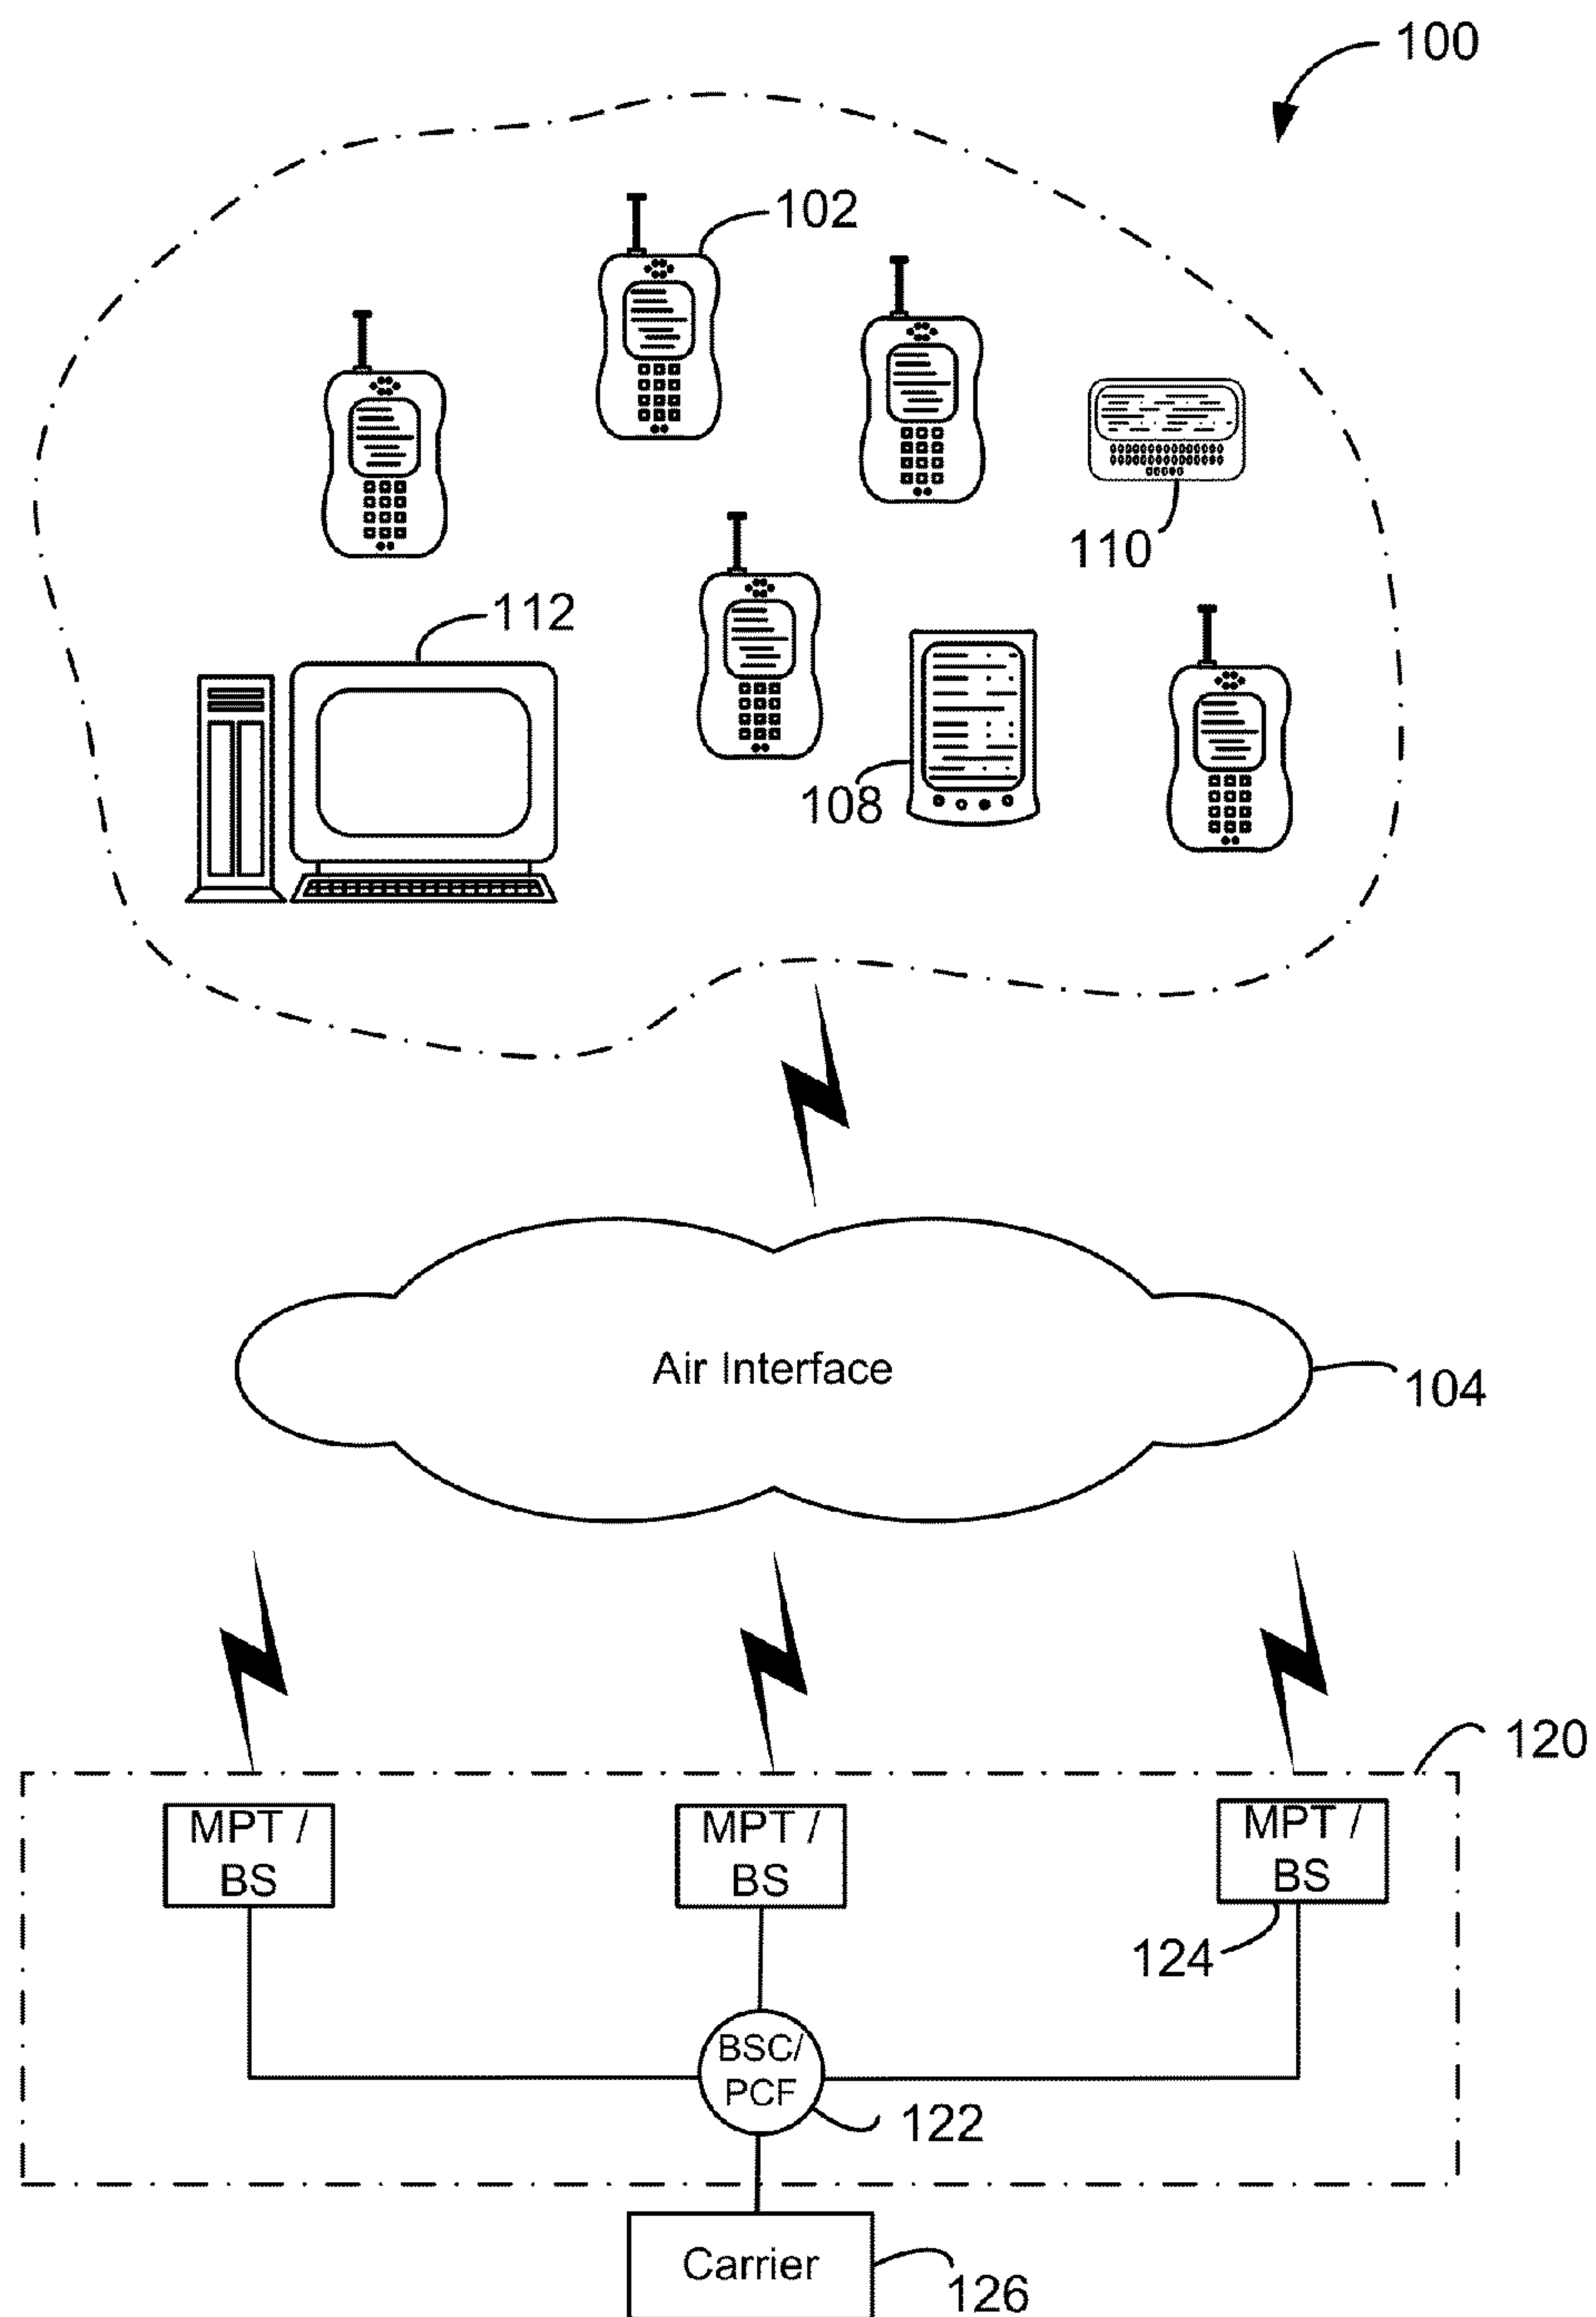 100
102
110
112
108
Air Interface
104
120
MPT /
BS
MPT /
BS
MPT /
BS
124
BSC/
PCF
122
Carrier
126